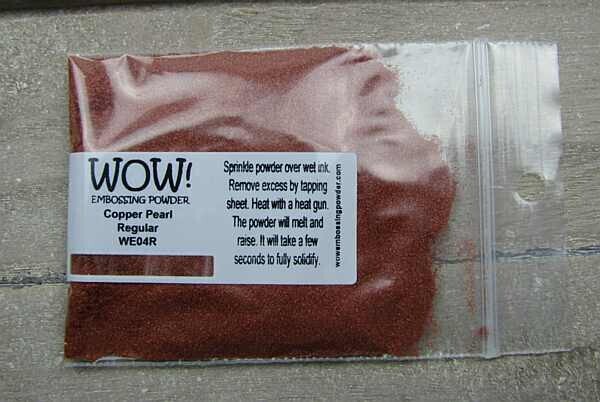 WOW!
EMBOSSING POWDER
Copper Pearl
Regular
WE04R
Sprinkle powder over wet ink.
Remove excess by tapping
sheet. Heat with a heat gun.
The powder will melt and
raise. It will take a few
seconds to fully solidify.
wowembossingpowder.com